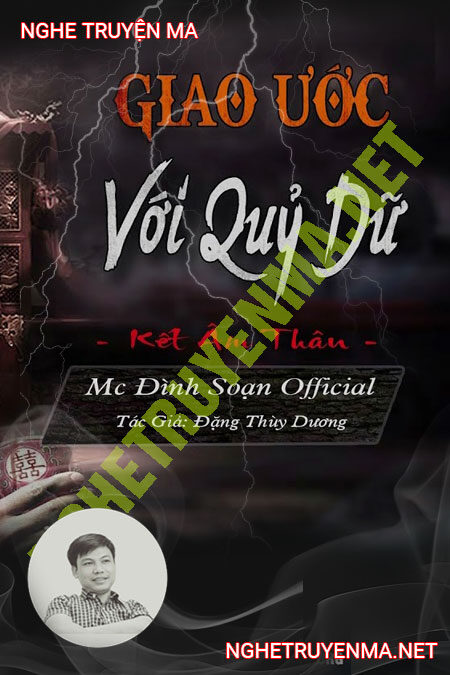 NGHE TRUYỆN MA
GIAO ƯỚC
Với Quỷ Dữ
- Kết Âm Thân -
Mc Đình Soạn Official
Tác Giả: Đặng Thùy Dương
NGHETRUYENMA.NET
囍
NGHETRUYENMA.NET